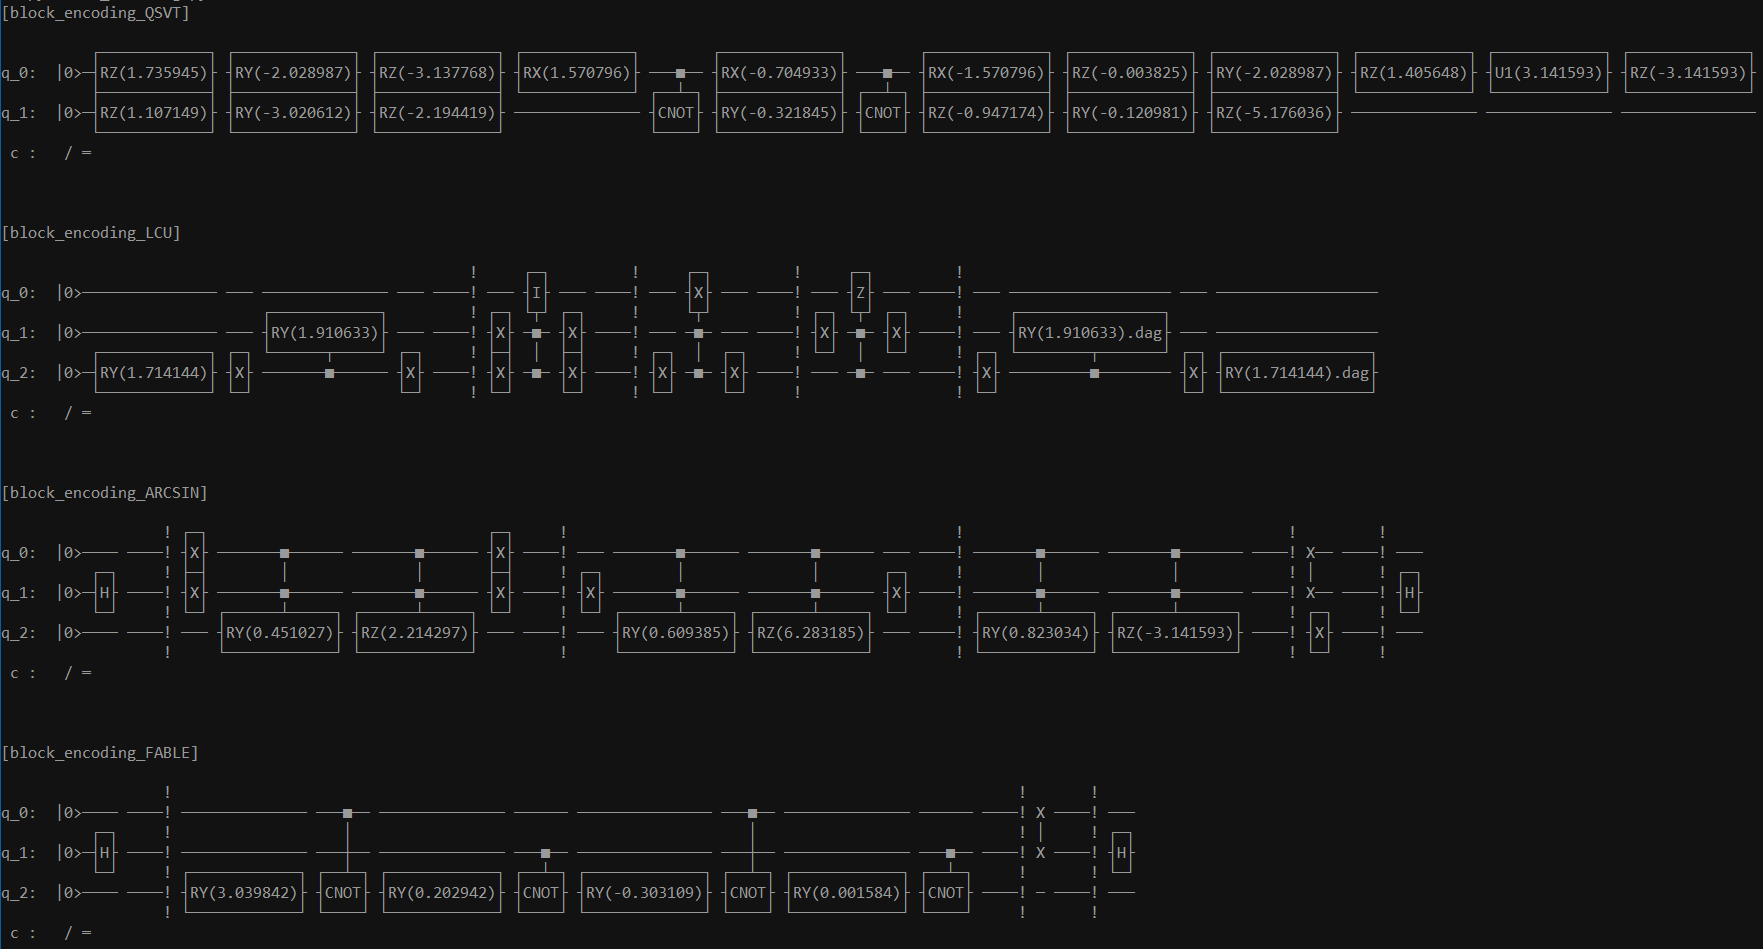 [block_encoding_QSVT]
q_0: |0> RZ(1.735945) RY(-2.028987) RZ(-3.137768) RX(1.570796) ■ RX(-0.704933) ■ RX(-1.570796) RZ(-0.003825) RY(-2.028987) RZ(1.405648) U1(3.141593) RZ(-3.141593)
q_1: |0> RZ(1.107149) RY(-3.020612) RZ(-2.194419) CNOT RY(-0.321845) CNOT RZ(-0.947174) RY(-0.120981) RZ(-5.176036)
c : / =
[block_encoding_LCU]
! ! ! !
q_0: |0> ! I ! X ! Z !
! ! ! !
q_1: |0> RY(1.910633) ! X ■ X ! ■ ! X ■ X ! RY(1.910633).dag
! ! ! !
q_2: |0> RY(1.714144) X ■ X ! X ■ X ! X ■ X ! ■ ! X ■ X RY(1.714144).dag
! ! ! !
c : / =
[block_encoding_ARCSIN]
! ! ! ! !
q_0: |0> ! X ■ ■ X ! ■ ■ ! ■ ■ ! X !
! ! ! ! !
q_1: |0> H ! X ■ ■ X ! X ■ ■ X ! ■ ■ ! X ! H
! ! ! ! !
q_2: |0> ! RY(0.451027) RZ(2.214297) ! RY(0.609385) RZ(6.283185) ! RY(0.823034) RZ(-3.141593) ! X !
! ! ! ! !
c : / =
[block_encoding_FABLE]
! ! !
q_0: |0> ! ■ ■ ! X !
! ! !
q_1: |0> H ! ■ ■ ! X ! H
! ! !
q_2: |0> ! RY(3.039842) CNOT RY(0.202942) CNOT RY(-0.303109) CNOT RY(0.001584) CNOT ! !
! ! !
c : / =